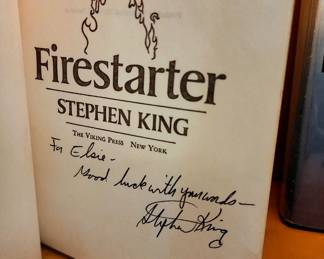 Firestarter
STEPHEN KING
THE VIKING PRESS NEW YORK
For Elsie –
Good luck with your words –
Stephen King